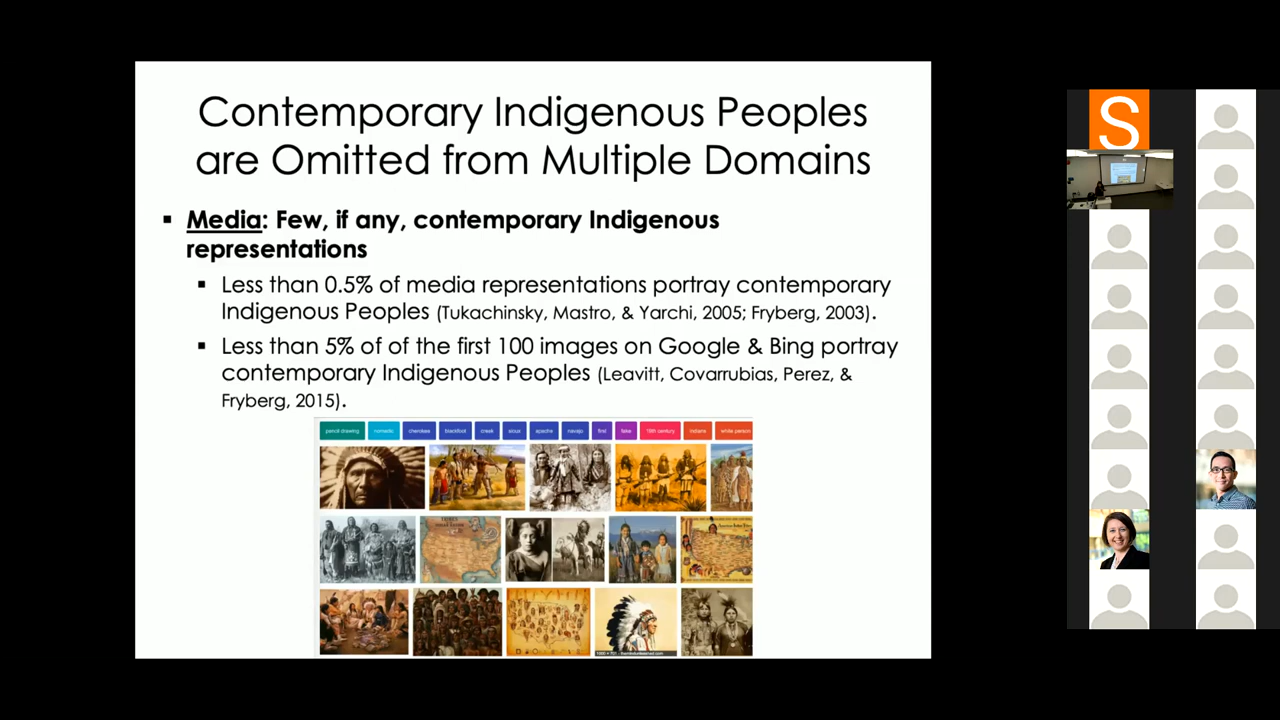 Contemporary Indigenous Peoples
are Omitted from Multiple Domains
▪ Media: Few, if any, contemporary Indigenous
representations
▪ Less than 0.5% of media representations portray contemporary
Indigenous Peoples (Tukachinsky, Mastro, & Yarchi, 2005; Fryberg, 2003).
▪ Less than 5% of of the first 100 images on Google & Bing portray
contemporary Indigenous Peoples (Leavitt, Covarrubias, Perez, &
Fryberg, 2015).
pencil drawing nomadic cherokee blackfoot creek sioux apache navajo first fake 19th century indians white person
S